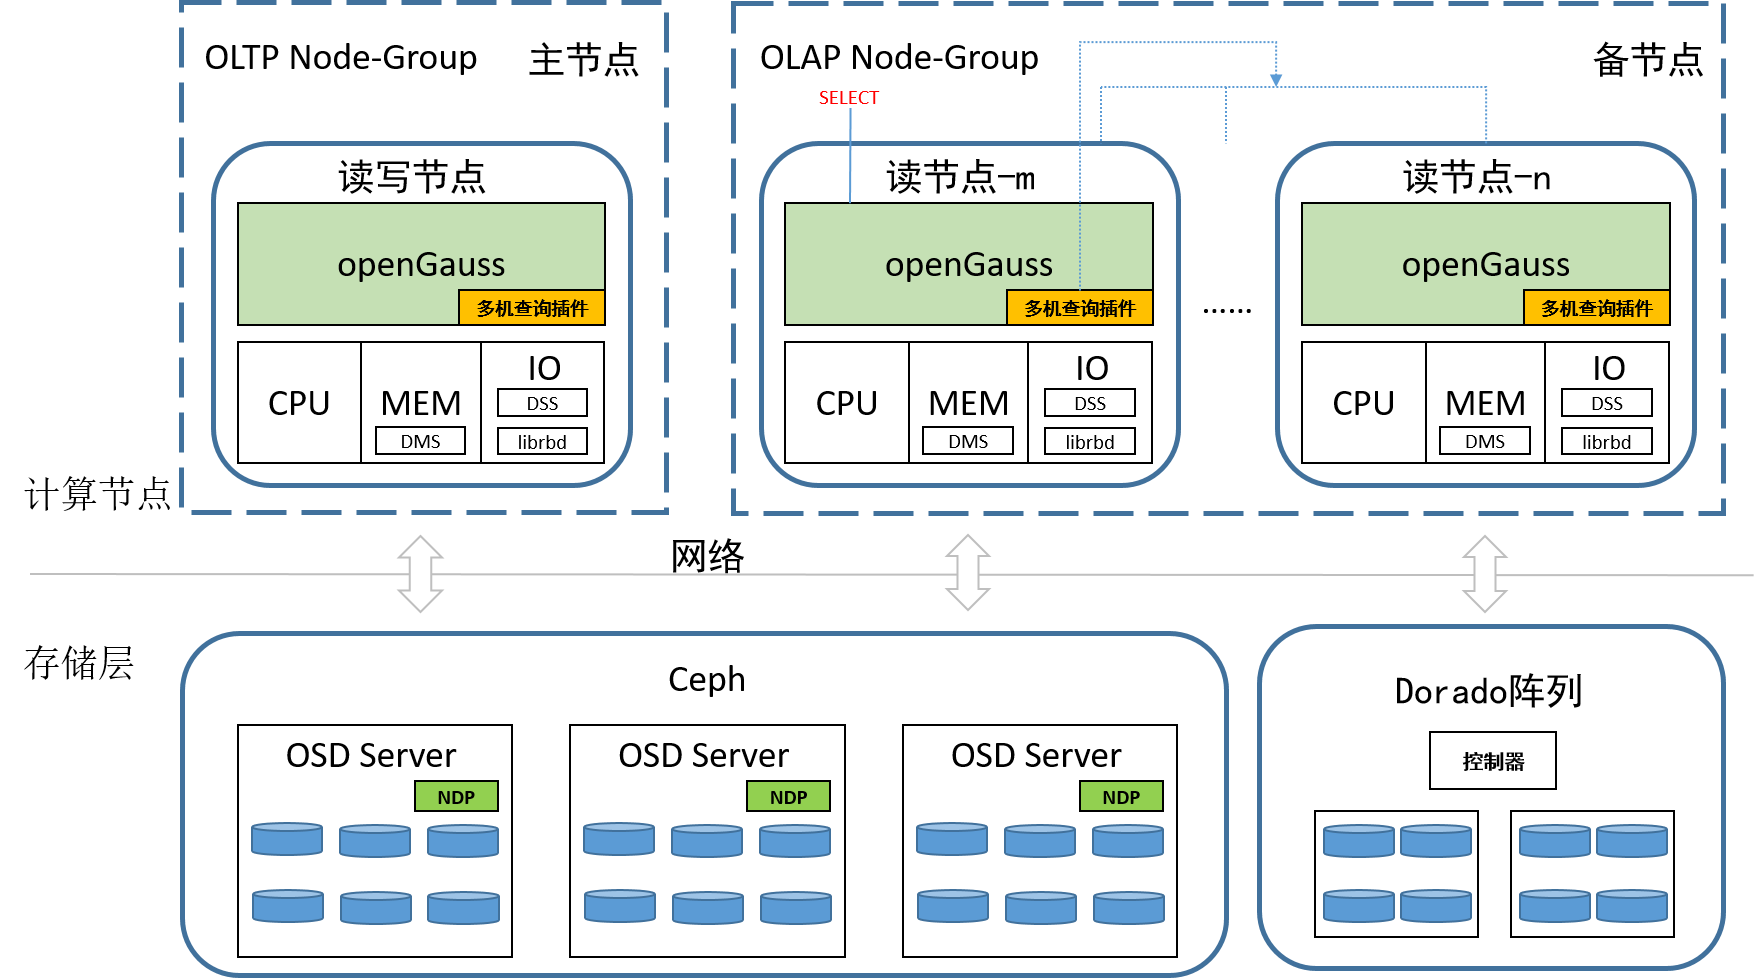 OLTP Node-Group
主节点
读写节点
openGauss
多机查询插件
CPU
MEM
DMS
IO
DSS
librbd
OLAP Node-Group
备节点
SELECT
读节点-m
openGauss
多机查询插件
CPU
MEM
DMS
IO
DSS
librbd
......
读节点-n
openGauss
多机查询插件
CPU
MEM
DMS
IO
DSS
librbd
计算节点
网络
存储层
Ceph
OSD Server
NDP
OSD Server
NDP
OSD Server
NDP
Dorado阵列
控制器